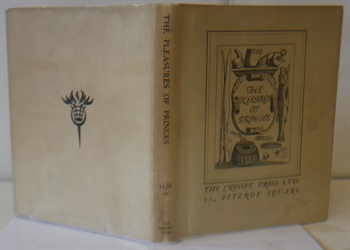 THE PLEASURES OF PRINCES
THE
PLEASURES
OF
PRINCES
THE CRESSET PRESS LTD.
11, FITZROY SQUARE